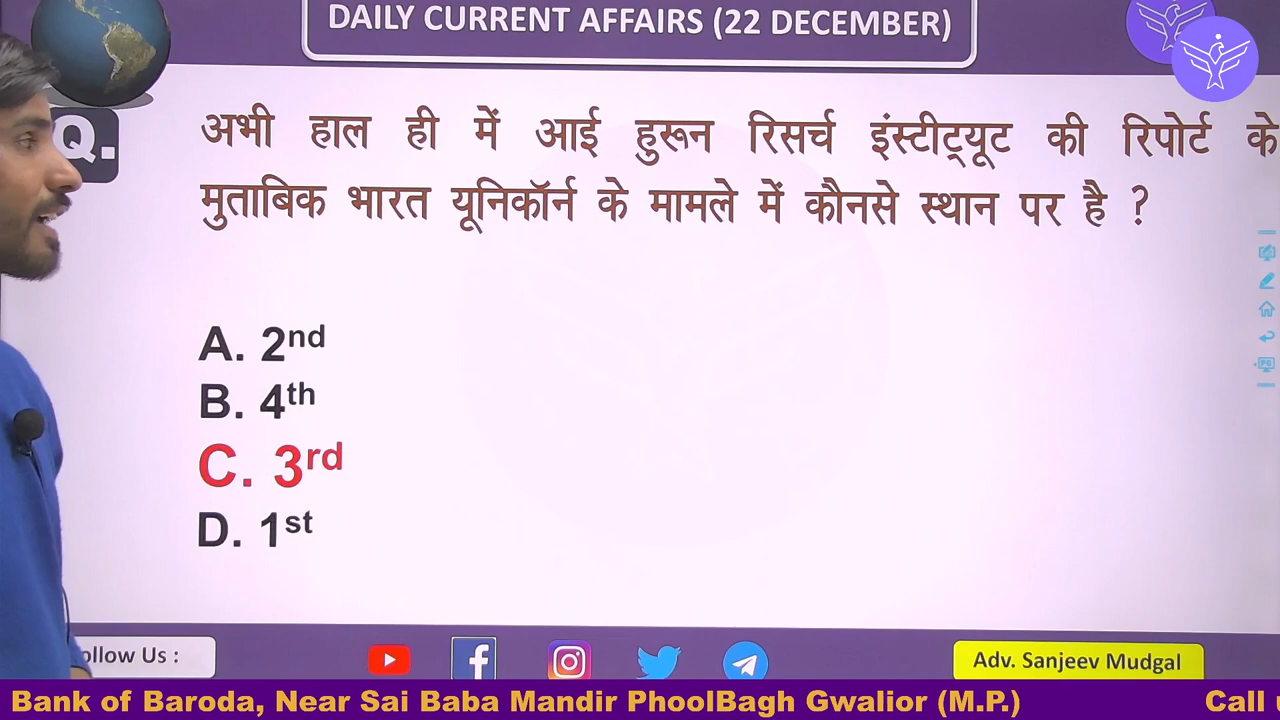 DAILY CURRENT AFFAIRS (22 DECEMBER)
Q.
अभी हाल ही में आई हुरून रिसर्च इंस्टीट्यूट की रिपोर्ट के
मुताबिक भारत यूनिकॉर्न के मामले में कौनसे स्थान पर है ?
A. 2nd
B. 4th
C. 3rd
D. 1st
ollow Us :
Adv. Sanjeev Mudgal
Bank of Baroda, Near Sai Baba Mandir PhoolBagh Gwalior (M.P.)
Call